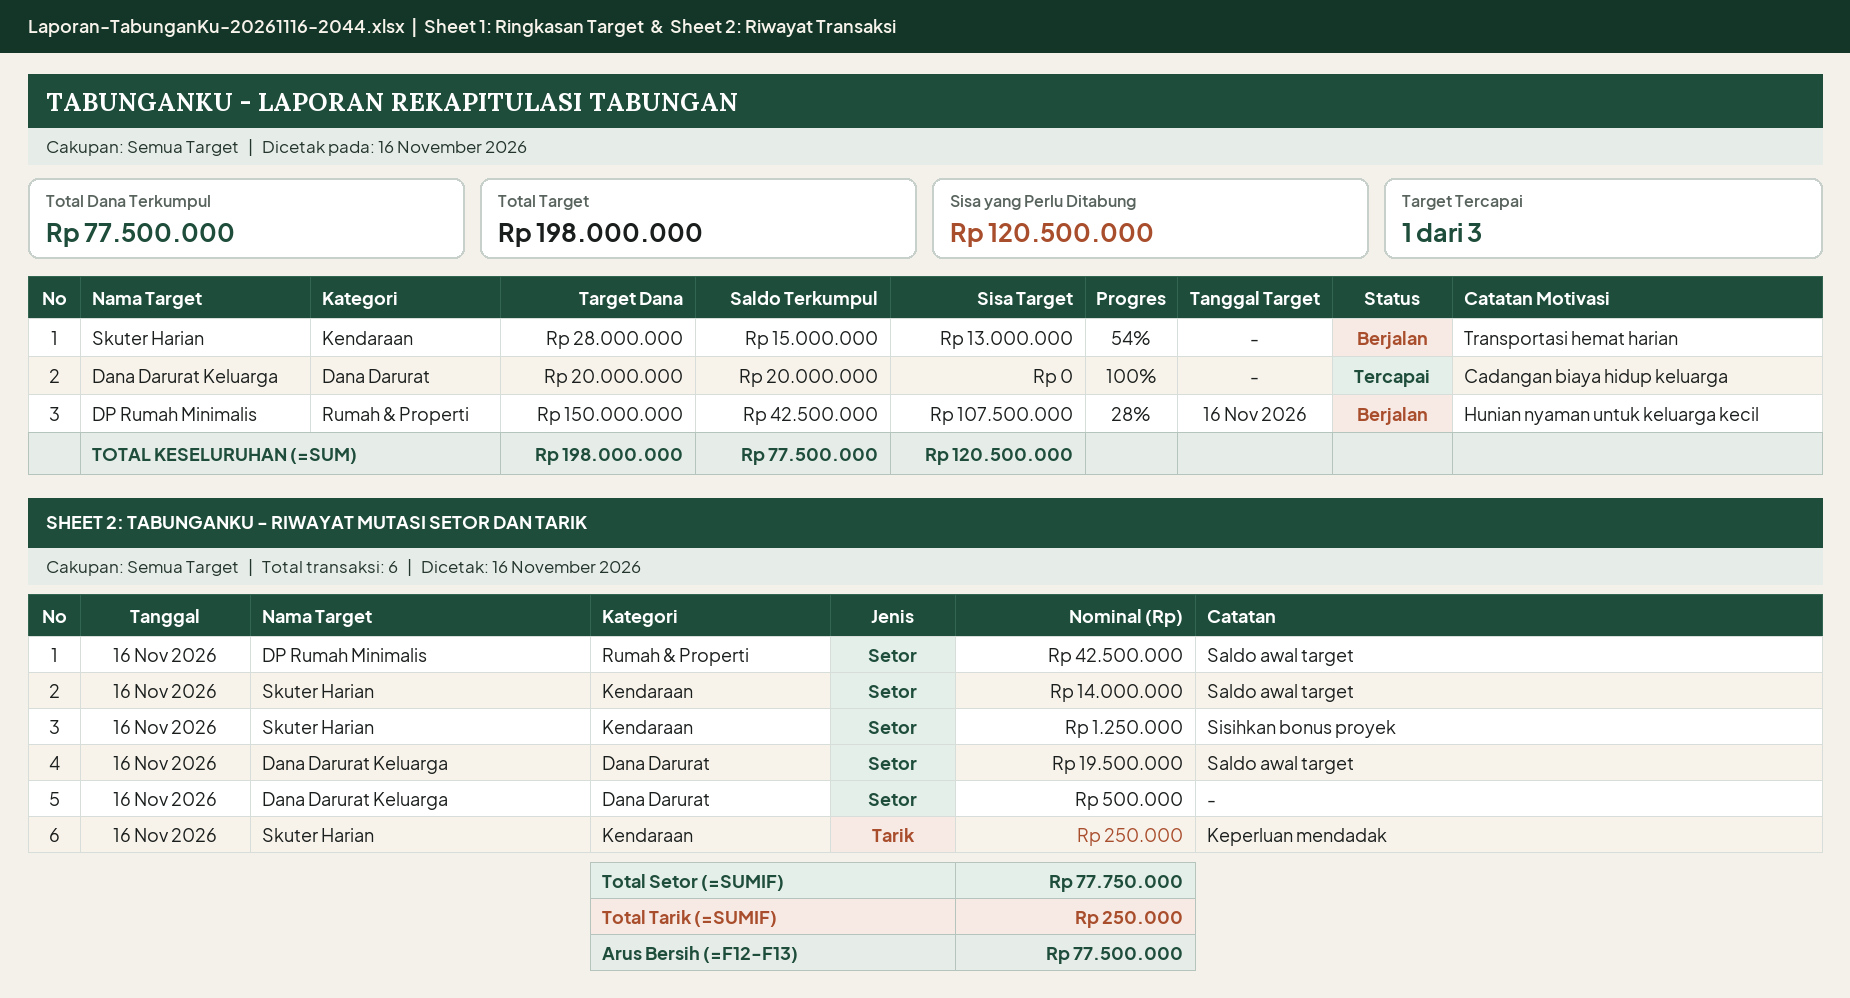 Laporan-TabunganKu-20261116-2044.xlsx | Sheet 1: Ringkasan Target & Sheet 2: Riwayat Transaksi
TABUNGANKU - LAPORAN REKAPITULASI TABUNGAN
Cakupan: Semua Target | Dicetak pada: 16 November 2026
Total Dana Terkumpul Total Target Sisa yang Perlu Ditabung Target Tercapai
Rp 77.500.000 Rp 198.000.000 Rp 120.500.000 1 dari 3
No Nama Target Kategori Target Dana Saldo Terkumpul Sisa Target Progres Tanggal Target Status Catatan Motivasi
1 Skuter Harian Kendaraan Rp 28.000.000 Rp 15.000.000 Rp 13.000.000 54% - Berjalan Transportasi hemat harian
2 Dana Darurat Keluarga Dana Darurat Rp 20.000.000 Rp 20.000.000 Rp 0 100% - Tercapai Cadangan biaya hidup keluarga
3 DP Rumah Minimalis Rumah & Properti Rp 150.000.000 Rp 42.500.000 Rp 107.500.000 28% 16 Nov 2026 Berjalan Hunian nyaman untuk keluarga kecil
TOTAL KESELURUHAN (=SUM) Rp 198.000.000 Rp 77.500.000 Rp 120.500.000
SHEET 2: TABUNGANKU - RIWAYAT MUTASI SETOR DAN TARIK
Cakupan: Semua Target | Total transaksi: 6 | Dicetak: 16 November 2026
No Tanggal Nama Target Kategori Jenis Nominal (Rp) Catatan
1 16 Nov 2026 DP Rumah Minimalis Rumah & Properti Setor Rp 42.500.000 Saldo awal target
2 16 Nov 2026 Skuter Harian Kendaraan Setor Rp 14.000.000 Saldo awal target
3 16 Nov 2026 Skuter Harian Kendaraan Setor Rp 1.250.000 Sisihkan bonus proyek
4 16 Nov 2026 Dana Darurat Keluarga Dana Darurat Setor Rp 19.500.000 Saldo awal target
5 16 Nov 2026 Dana Darurat Keluarga Dana Darurat Setor Rp 500.000 -
6 16 Nov 2026 Skuter Harian Kendaraan Tarik Rp 250.000 Keperluan mendadak
Total Setor (=SUMIF) Rp 77.750.000
Total Tarik (=SUMIF) Rp 250.000
Arus Bersih (=F12-F13) Rp 77.500.000